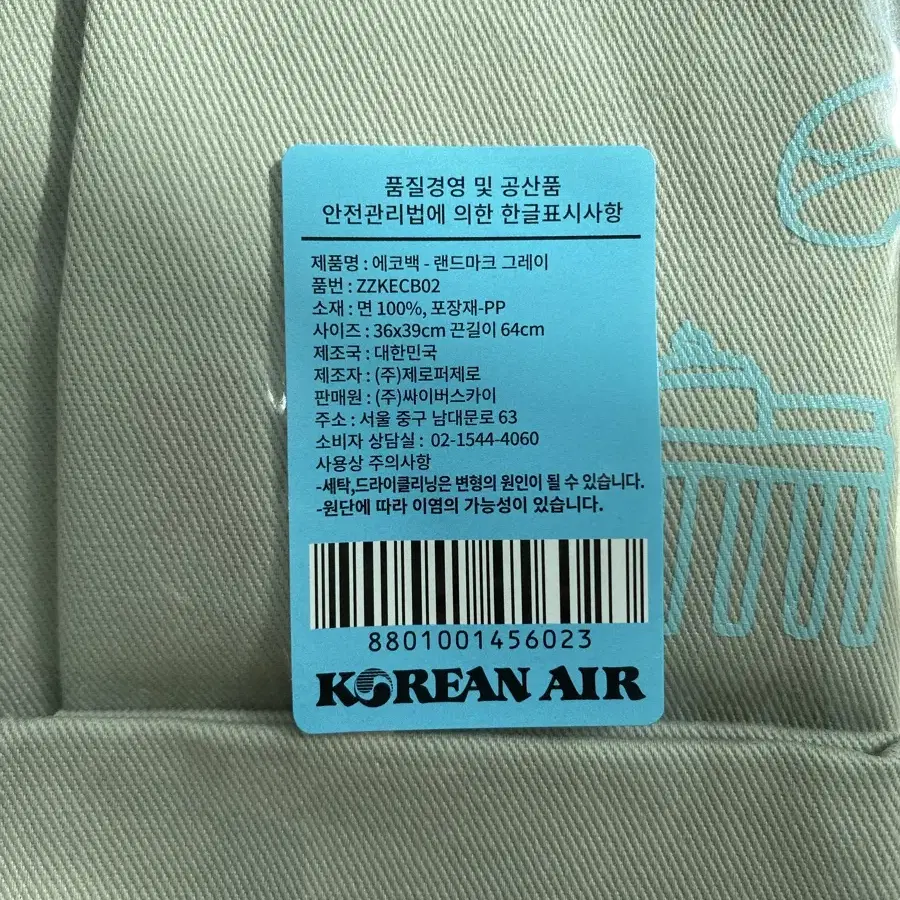 품질경영 및 공산품
안전관리법에 의한 한글표시사항
제품명 : 에코백 - 랜드마크 그레이
품번 : ZZKECB02
소재 : 면 100%, 포장재-PP
사이즈 : 36x39cm 끈길이 64cm
제조국 : 대한민국
제조자 : (주)제로퍼제로
판매원 : (주)싸이버스카이
주소 : 서울 중구 남대문로 63
소비자 상담실 : 02-1544-4060
사용상 주의사항
-세탁,드라이클리닝은 변형의 원인이 될 수 있습니다.
-원단에 따라 이염의 가능성이 있습니다.
8801001456023
KOREAN AIR